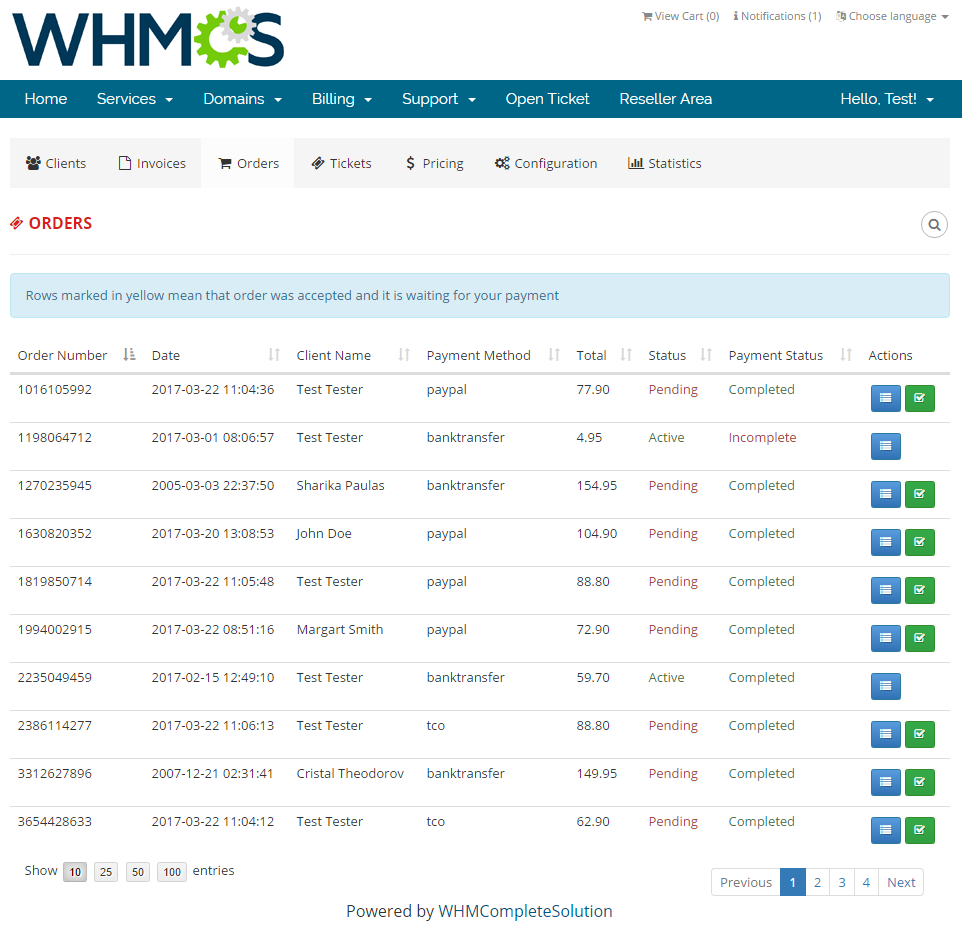 WHMCS
View Cart (0) Notifications (1) Choose language
Home Services Domains Billing Support Open Ticket Reseller Area Hello, Test!
Clients Invoices Orders Tickets Pricing Configuration Statistics
ORDERS
Rows marked in yellow mean that order was accepted and it is waiting for your payment
Order Number Date Client Name Payment Method Total Status Payment Status Actions
1016105992 2017-03-22 11:04:36 Test Tester paypal 77.90 Pending Completed
1198064712 2017-03-01 08:06:57 Test Tester banktransfer 4.95 Active Incomplete
1270235945 2005-03-03 22:37:50 Sharika Paulas banktransfer 154.95 Pending Completed
1630820352 2017-03-20 13:08:53 John Doe paypal 104.90 Pending Completed
1819850714 2017-03-22 11:05:48 Test Tester paypal 88.80 Pending Completed
1994002915 2017-03-22 08:51:16 Margart Smith paypal 72.90 Pending Completed
2235049459 2017-02-15 12:49:10 Test Tester banktransfer 59.70 Active Completed
2386114277 2017-03-22 11:06:13 Test Tester tco 88.80 Pending Completed
3312627896 2007-12-21 02:31:41 Cristal Theodorov banktransfer 149.95 Pending Completed
3654428633 2017-03-22 11:04:12 Test Tester tco 62.90 Pending Completed
Show 10 25 50 100 entries
Previous 1 2 3 4 Next
Powered by WHMCompleteSolution